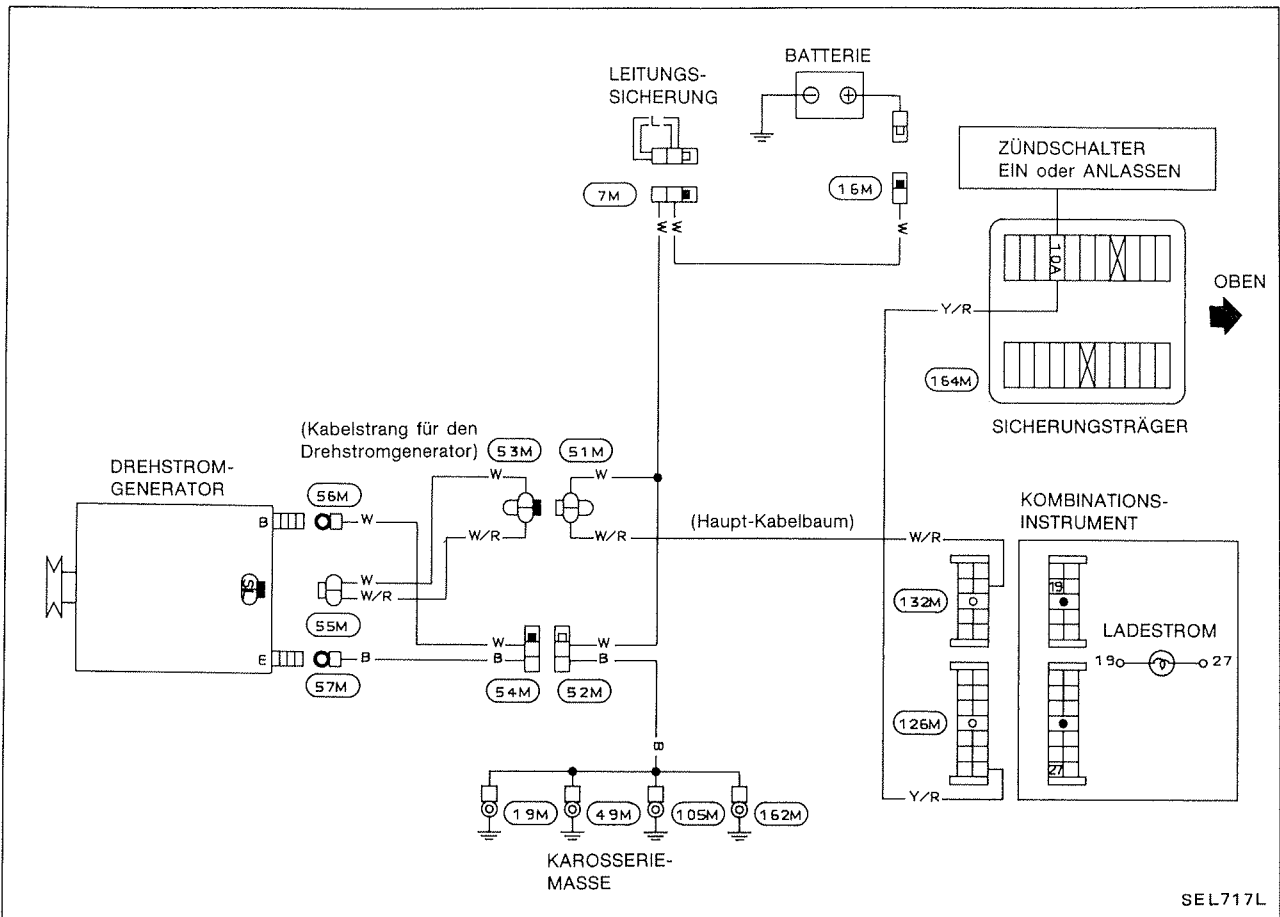 BATTERIE
LEITUNGS-
SICHERUNG
L
7M
16M
W
W
W
ZÜNDSCHALTER
EIN oder ANLASSEN
10A
OBEN
Y/R
164M
SICHERUNGSTRÄGER
(Kabelstrang für den
Drehstromgenerator)
53M
51M
W
W
W/R
W/R
(Haupt-Kabelbaum)
W/R
DREHSTROM-
GENERATOR
B
56M
W
W
W/R
55M
E
57M
B
W
B
54M
52M
W
B
B
KOMBINATIONS-
INSTRUMENT
132M
19
LADESTROM
19
27
126M
27
Y/R
19M
49M
105M
162M
KAROSSERIE-
MASSE
SEL717L